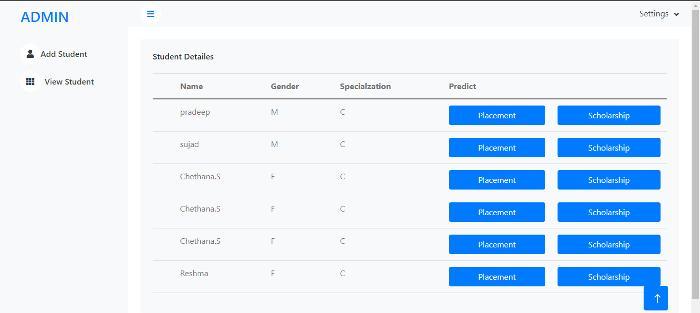 ADMIN
Settings
Add Student
View Student
Student Detailes
Name Gender Specialzation Predict
pradeep M C Placement Scholarship
sujad M C Placement Scholarship
Chethana.S F C Placement Scholarship
Chethana.S F C Placement Scholarship
Chethana.S F C Placement Scholarship
Reshma F C Placement Scholarship